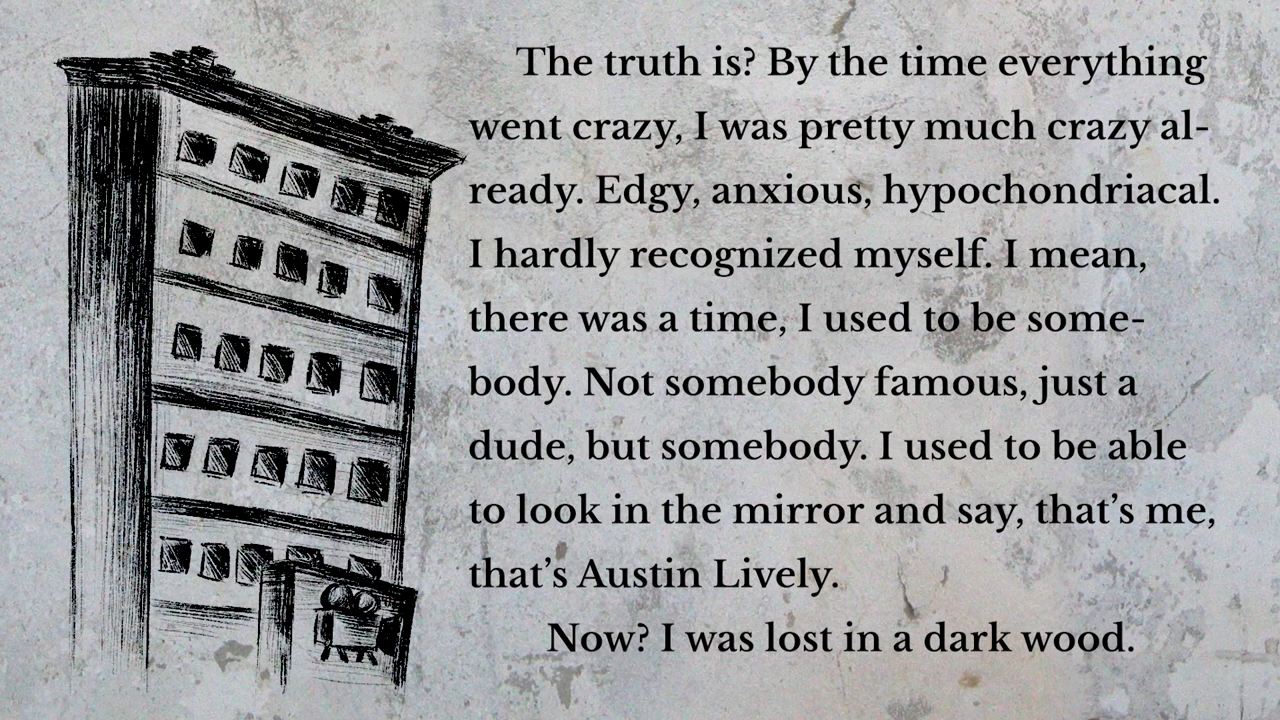 The truth is? By the time everything
went crazy, I was pretty much crazy al-
ready. Edgy, anxious, hypochondriacal.
I hardly recognized myself. I mean,
there was a time, I used to be some-
body. Not somebody famous, just a
dude, but somebody. I used to be able
to look in the mirror and say, that’s me,
that’s Austin Lively.
Now? I was lost in a dark wood.